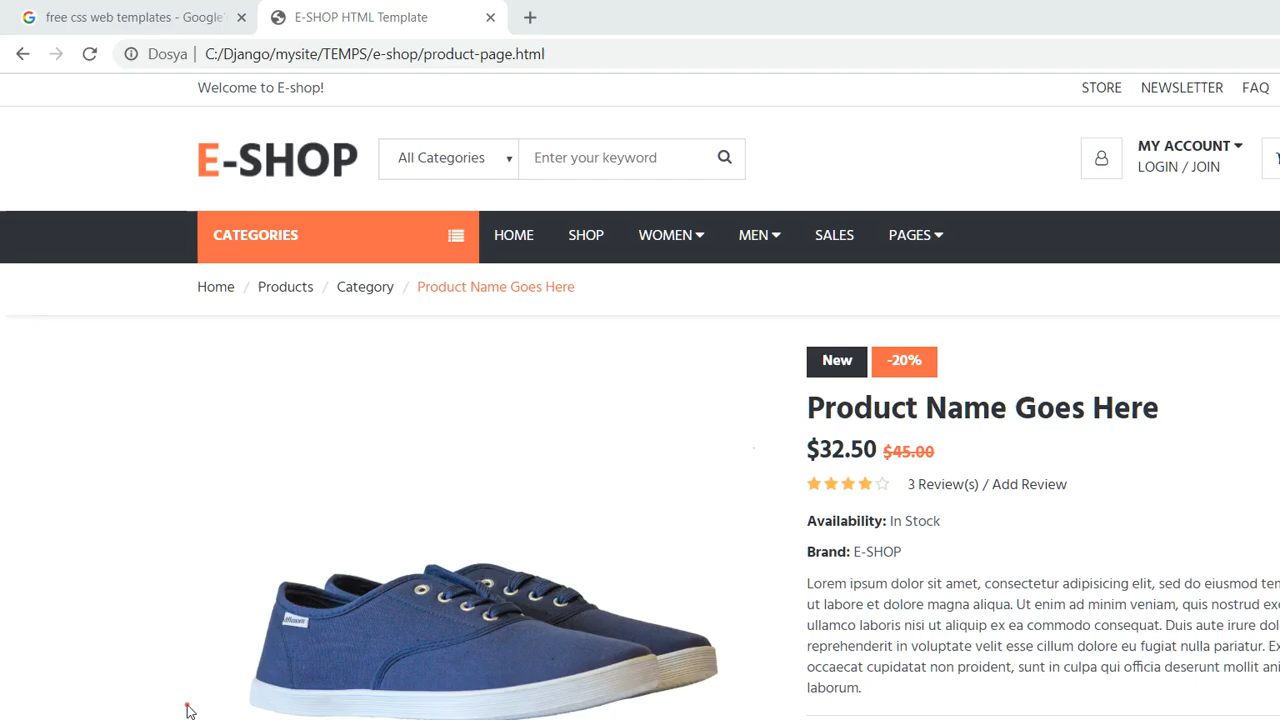 free css web templates - Google'
E-SHOP HTML Template
Dosya | C:/Django/mysite/TEMPS/e-shop/product-page.html
Welcome to E-shop!
STORE NEWSLETTER FAQ
E-SHOP
All Categories
Enter your keyword
MY ACCOUNT
LOGIN / JOIN
CATEGORIES
HOME SHOP WOMEN MEN SALES PAGES
Home / Products / Category / Product Name Goes Here
New -20%
Product Name Goes Here
$32.50 $45.00
3 Review(s) / Add Review
Availability: In Stock
Brand: E-SHOP
Lorem ipsum dolor sit amet, consectetur adipisicing elit, sed do eiusmod tem
ut labore et dolore magna aliqua. Ut enim ad minim veniam, quis nostrud ex
ullamco laboris nisi ut aliquip ex ea commodo consequat. Duis aute irure dol
reprehenderit in voluptate velit esse cillum dolore eu fugiat nulla pariatur. Ex
occaecat cupidatat non proident, sunt in culpa qui officia deserunt mollit ani
laborum.